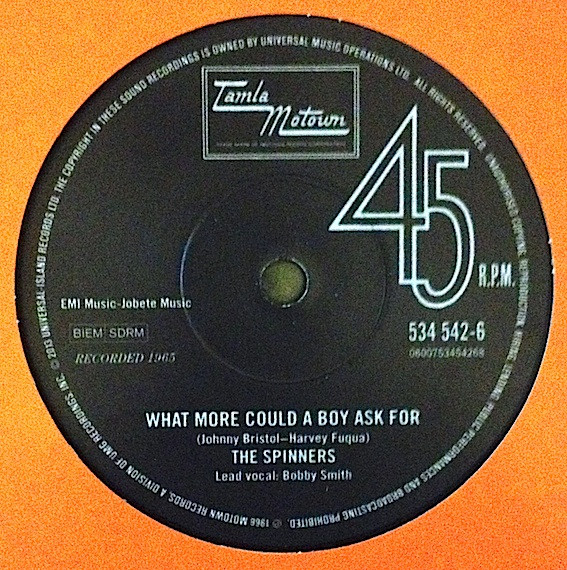 Tamla
Motown
TRADE MARK OF MOTOWN RECORD CORPORATION
45
R.P.M.
534 542-6
0600753454268
EMI Music-Jobete Music
BIEM SDRM
RECORDED 1965
WHAT MORE COULD A BOY ASK FOR
(Johnny Bristol–Harvey Fuqua)
THE SPINNERS
Lead vocal: Bobby Smith
℗ 1966 MOTOWN RECORDS, A DIVISION OF UMG RECORDINGS, INC. © 2013 UNIVERSAL-ISLAND RECORDS LTD. THE COPYRIGHT IN THESE SOUND RECORDINGS IS OWNED BY UNIVERSAL MUSIC OPERATIONS LTD. ALL RIGHTS RESERVED. UNAUTHORISED COPYING, REPRODUCTION, HIRING, LENDING, PUBLIC PERFORMANCES AND BROADCASTING PROHIBITED.